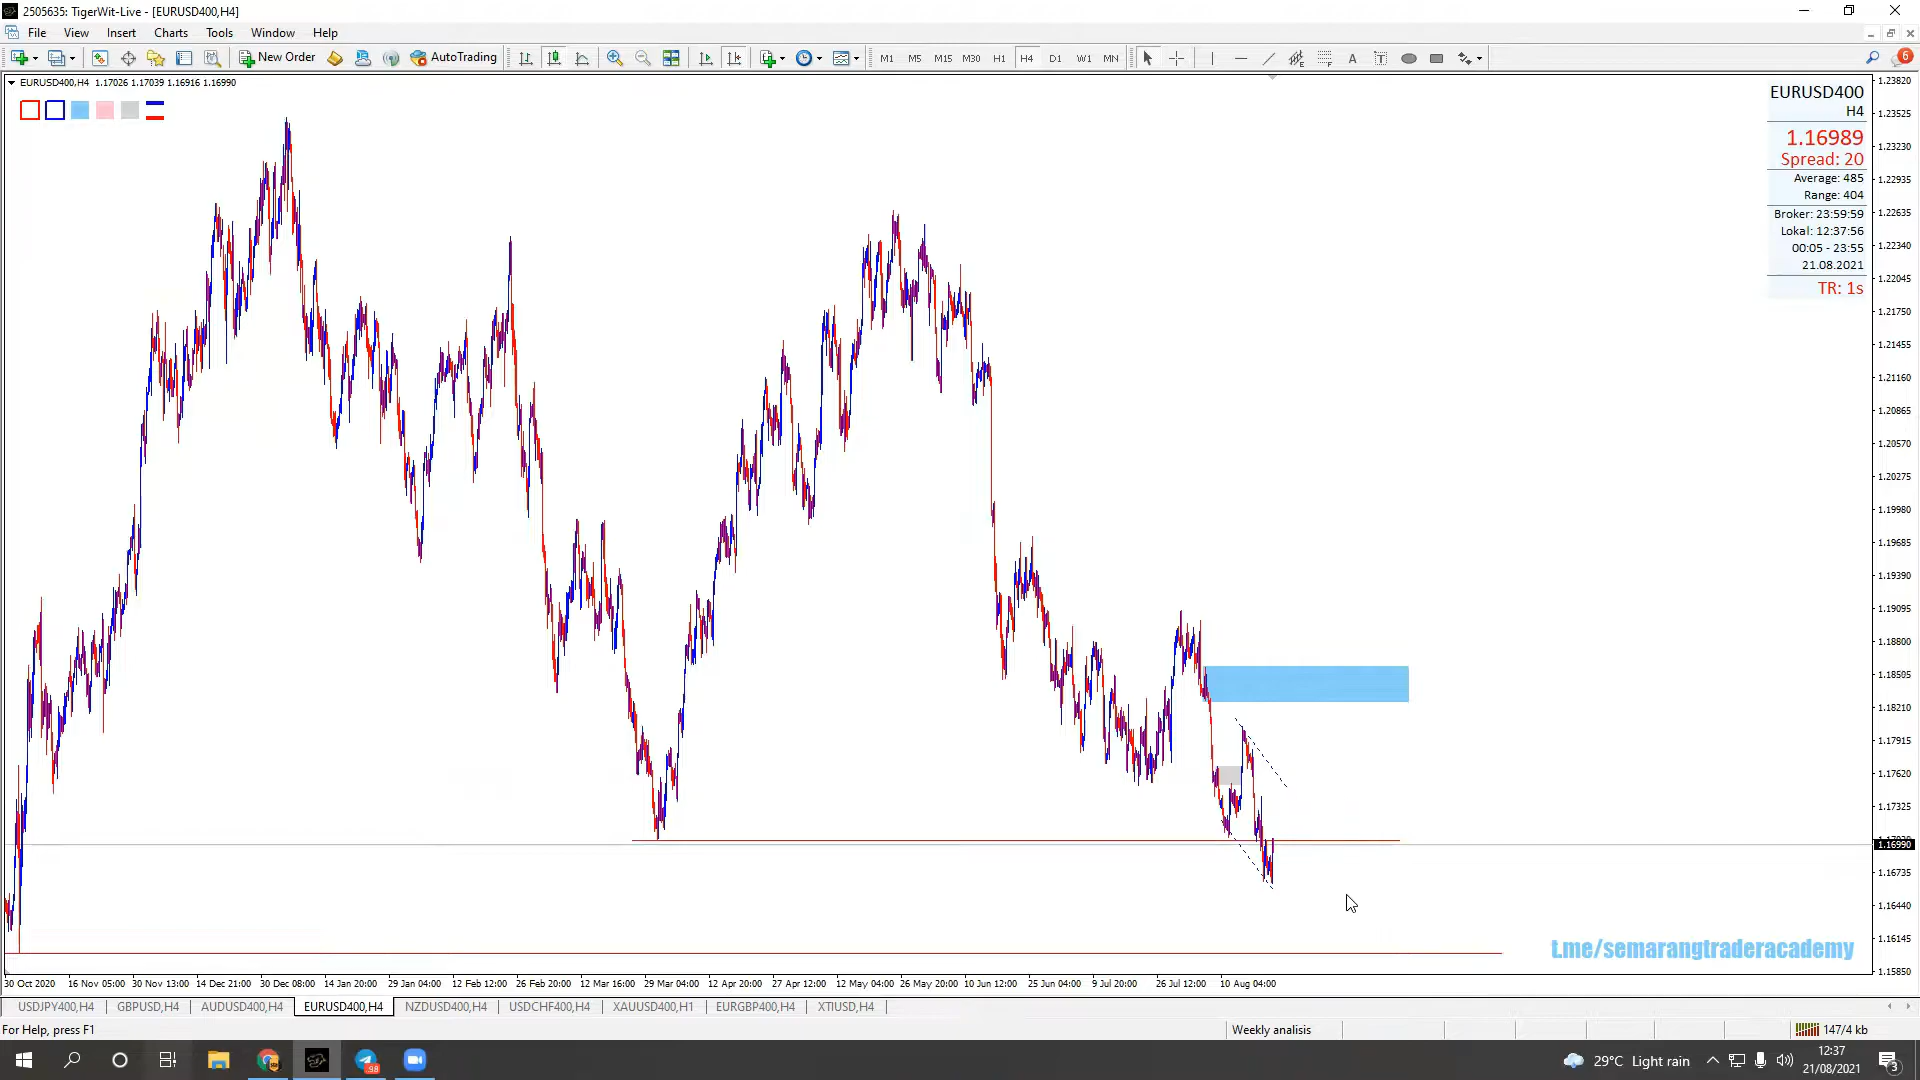 2505635: TigerWit-Live - [EURUSD400,H4]
File View Insert Charts Tools Window Help
New Order AutoTrading M1 M5 M15 M30 H1 H4 D1 W1 MN A T 6
EURUSD400,H4 1.17026 1.17039 1.16916 1.16990
EURUSD400
H4
1.16989
Spread: 20
Average: 485
Range: 404
Broker: 23:59:59
Lokal: 12:37:56
00:05 - 23:55
21.08.2021
TR: 1s
1.23820
1.23525
1.23230
1.22935
1.22635
1.22340
1.22045
1.21750
1.21455
1.21160
1.20865
1.20570
1.20275
1.19980
1.19685
1.19390
1.19095
1.18800
1.18505
1.18210
1.17915
1.17620
1.17325
1.16990
1.16735
1.16440
1.16145
1.15850
t.me/semarangtraderacademy
30 Oct 2020 16 Nov 05:00 30 Nov 13:00 14 Dec 21:00 30 Dec 08:00 14 Jan 20:00 29 Jan 04:00 12 Feb 12:00 26 Feb 20:00 12 Mar 16:00 29 Mar 04:00 12 Apr 20:00 27 Apr 12:00 12 May 04:00 26 May 20:00 10 Jun 12:00 25 Jun 04:00 9 Jul 20:00 26 Jul 12:00 10 Aug 04:00
USDJPY400,H4 GBPUSD,H4 AUDUSD400,H4 EURUSD400,H4 NZDUSD400,H4 USDCHF400,H4 XAUUSD400,H1 EURGBP400,H4 XTIUSD,H4
For Help, press F1 Weekly analisis 147/4 kb
98 29°C Light rain 12:37
21/08/2021 3